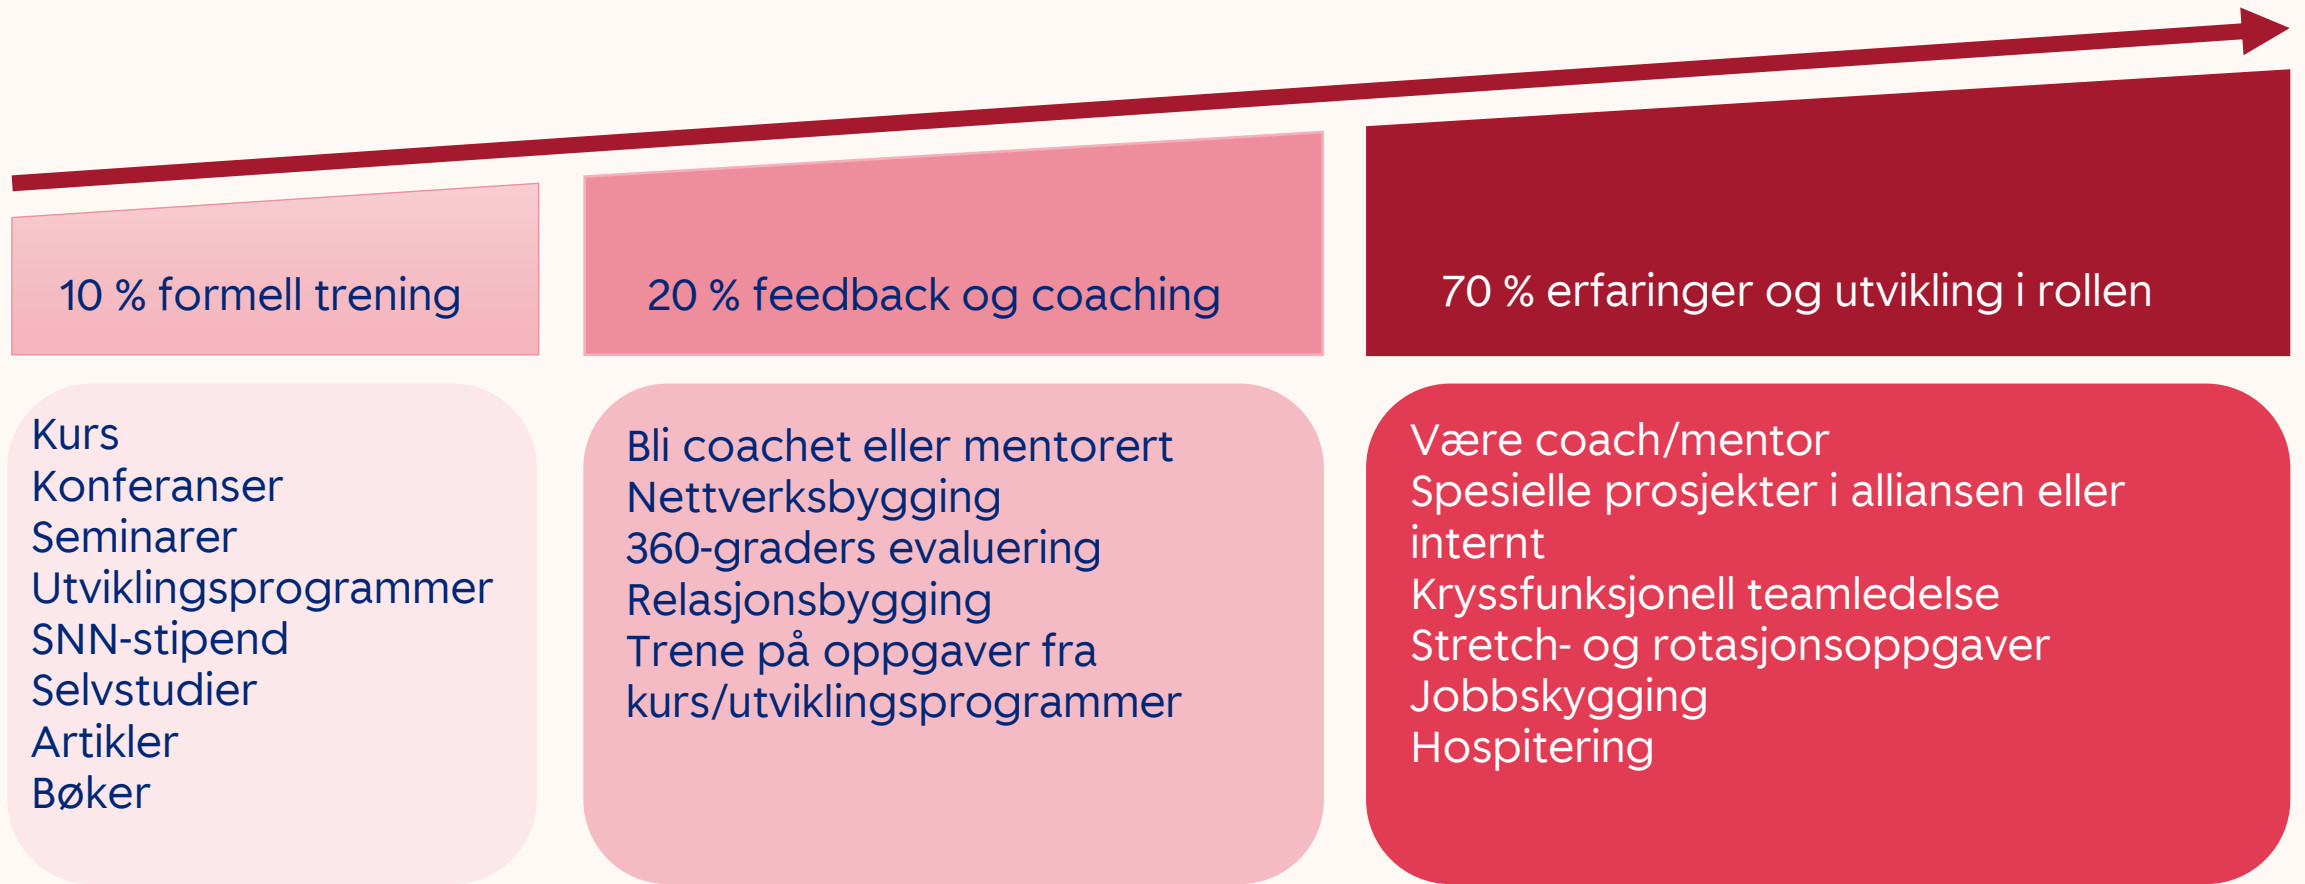 10 % formell trening
20 % feedback og coaching
70 % erfaringer og utvikling i rollen
Kurs
Konferanser
Seminarer
Utviklingsprogrammer
SNN-stipend
Selvstudier
Artikler
Bøker
Bli coachet eller mentorert
Nettverksbygging
360-graders evaluering
Relasjonsbygging
Trene på oppgaver fra
kurs/utviklingsprogrammer
Være coach/mentor
Spesielle prosjekter i alliansen eller
internt
Kryssfunksjonell teamledelse
Stretch- og rotasjonsoppgaver
Jobbskygging
Hospitering